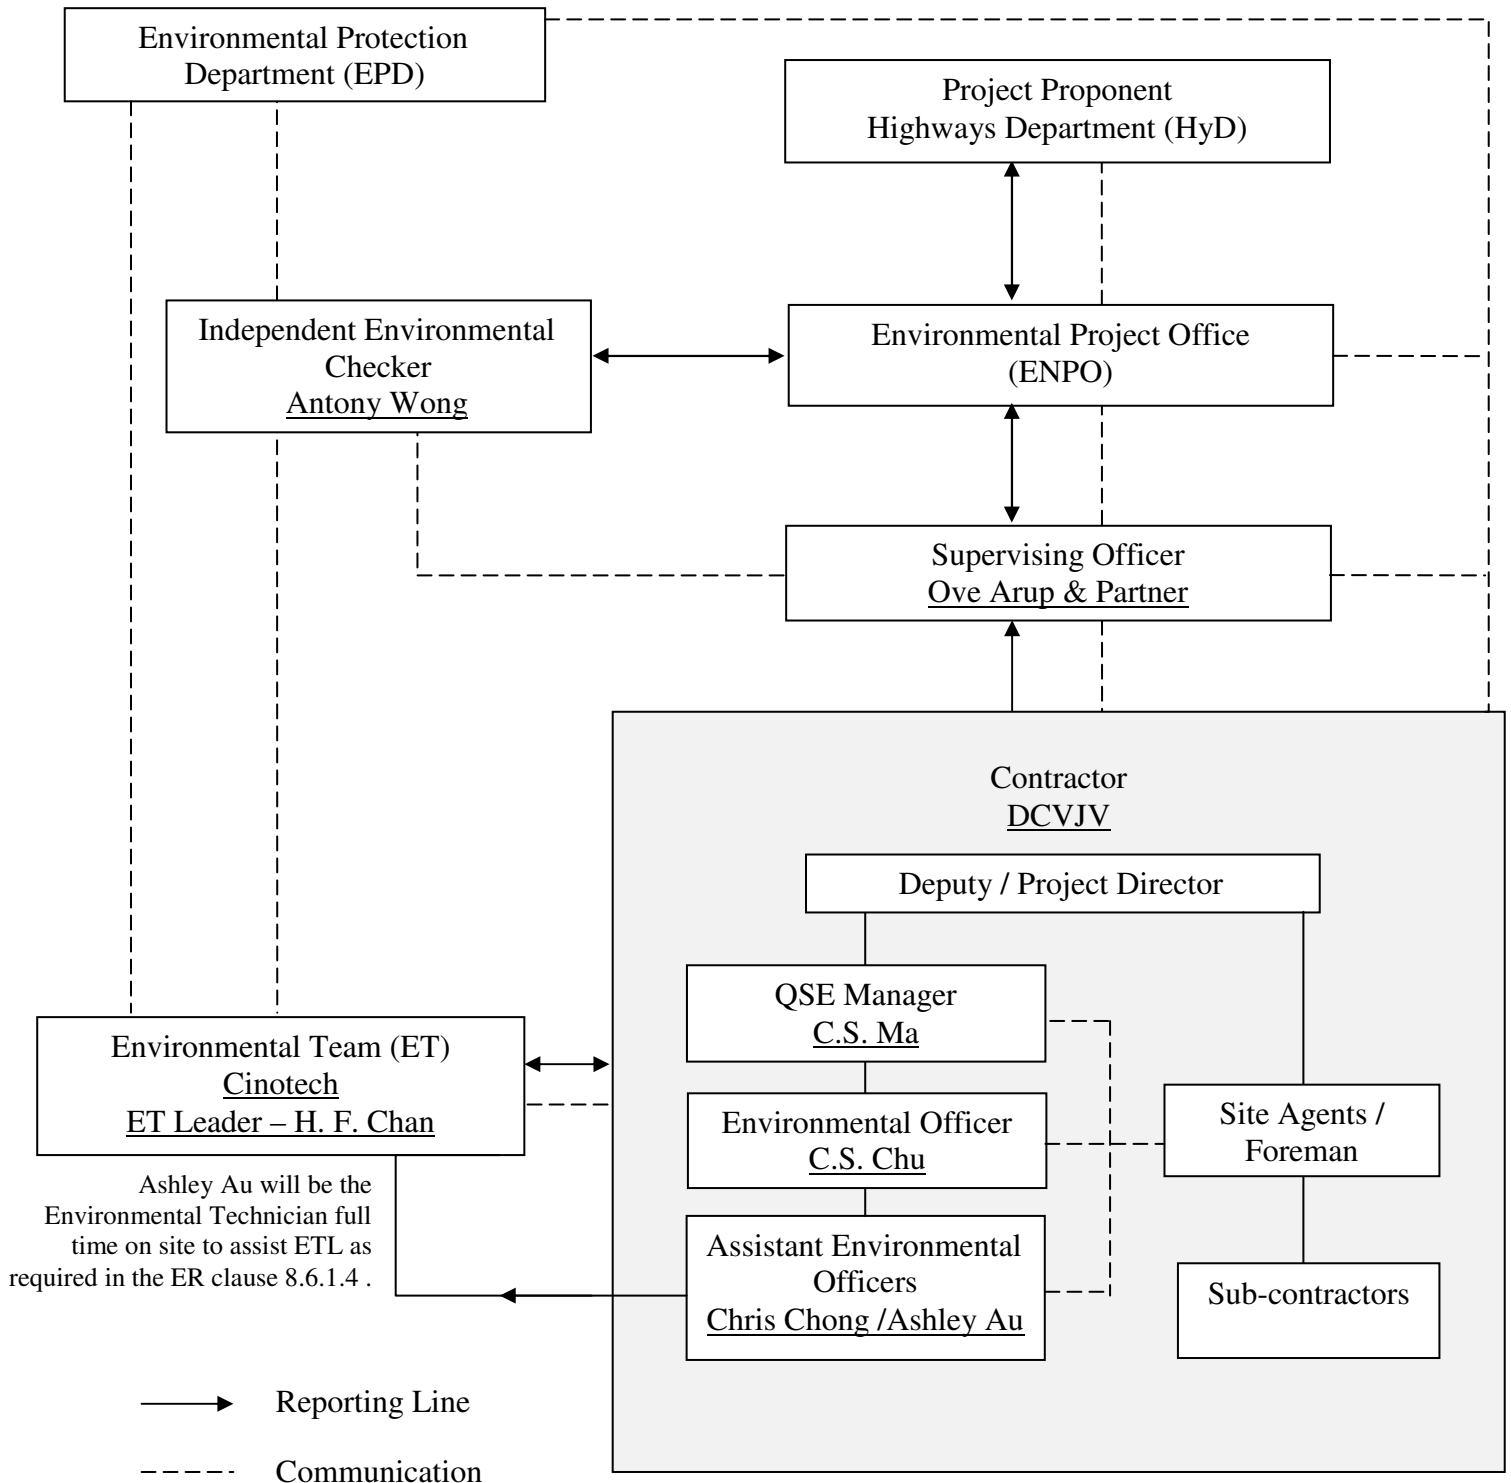 Environmental Protection
Department (EPD)
Project Proponent
Highways Department (HyD)
Independent Environmental
Checker
Antony Wong
Environmental Project Office
(ENPO)
Supervising Officer
Ove Arup & Partner
Contractor
DCVJV
Deputy / Project Director
QSE Manager
C.S. Ma
Environmental Team (ET)
Cinotech
ET Leader – H. F. Chan
Environmental Officer
C.S. Chu
Site Agents /
Foreman
Ashley Au will be the
Environmental Technician full
time on site to assist ETL as
required in the ER clause 8.6.1.4 .
Assistant Environmental
Officers
Chris Chong /Ashley Au
Sub-contractors
Reporting Line
Communication